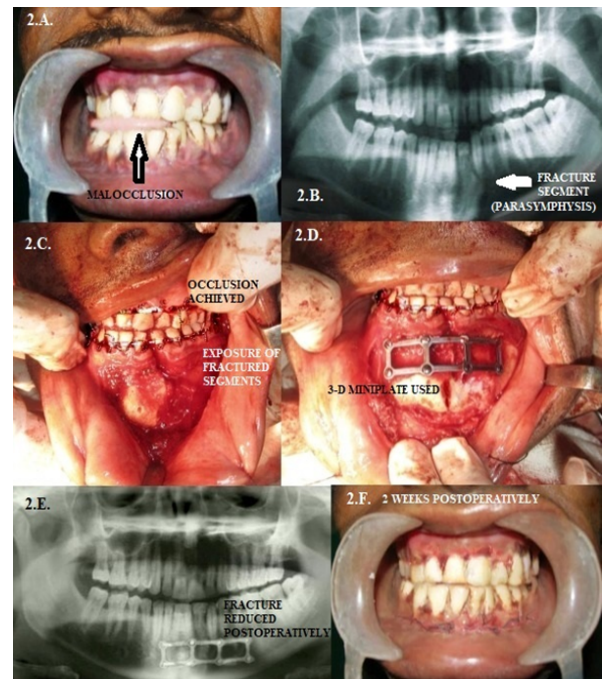 2.A.
MALOCCLUSION
2.B.
FRACTURE
SEGMENT
(PARASYMPHYSIS)
2.C.
OCCLUSION
ACHIEVED
EXPOSURE OF
FRACTURED
SEGMENTS
2.D.
3-D MINIPLATE USED
2.E.
FRACTURE
REDUCED
POSTOPERATIVELY
2.F. 2 WEEKS POSTOPERATIVELY